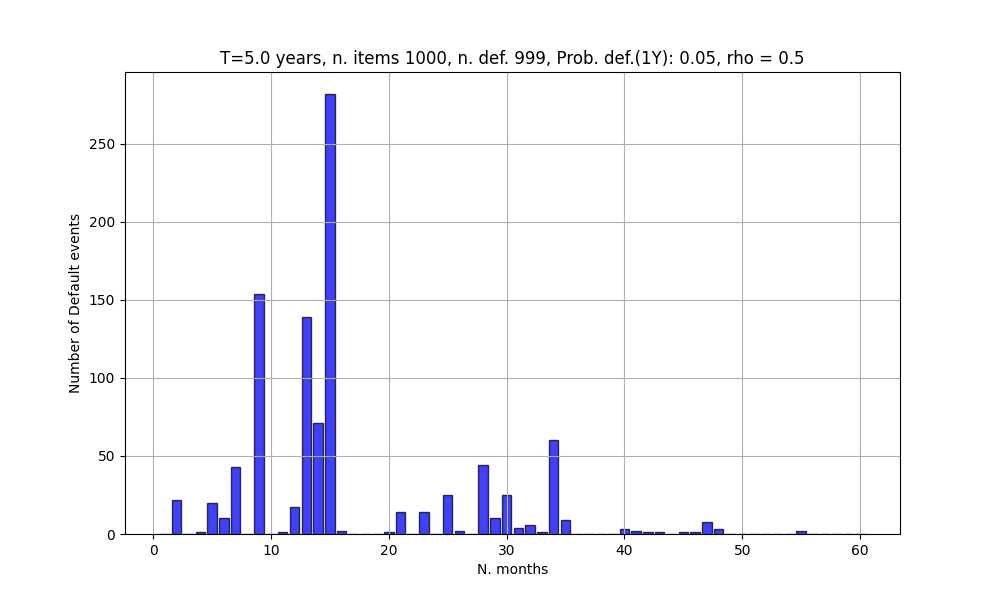 T=5.0 years, n. items 1000, n. def. 999, Prob. def.(1Y): 0.05, rho = 0.5
250
200
150
100
50
0
Number of Default events
0 10 20 30 40 50 60
N. months